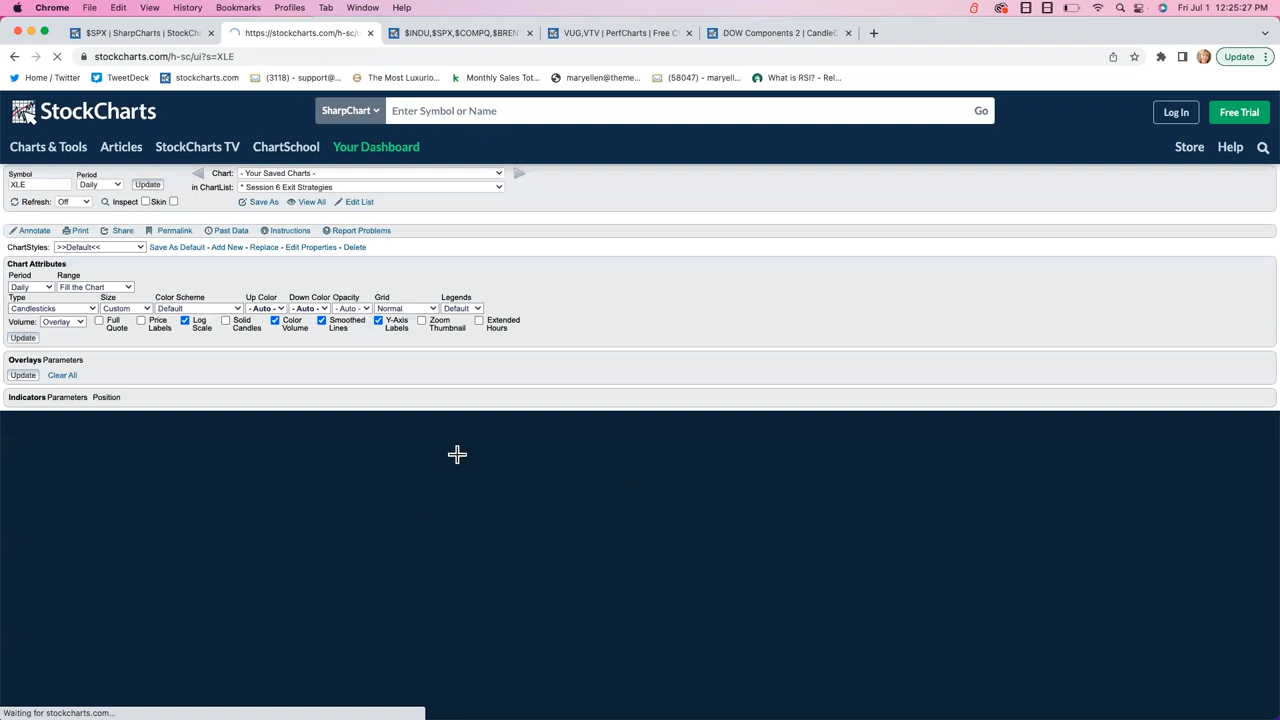 Chrome File Edit View History Bookmarks Profiles Tab Window Help Fri Jul 1 12:25:27 PM
$SPX | SharpCharts | StockCha https://stockcharts.com/h-sc/u $INDU,$SPX,$COMPQ,$BREN VUG,VTV | PerfCharts | Free C DOW Components 2 | CandleG
stockcharts.com/h-sc/ui?s=XLE Update
Home / Twitter TweetDeck stockcharts.com (3118) - support@... The Most Luxurio... Monthly Sales Tot... maryellen@theme... (58047) - maryell... What is RSI? - Rel...
StockCharts SharpChart Enter Symbol or Name Go Log In Free Trial
Charts & Tools Articles StockCharts TV ChartSchool Your Dashboard Store Help
Symbol Period Chart: - Your Saved Charts -
XLE Daily Update in ChartList: * Session 6 Exit Strategies
Refresh: Off Inspect Skin Save As View All Edit List
Annotate Print Share Permalink Past Data Instructions Report Problems
ChartStyles: >>Default<< Save As Default - Add New - Replace - Edit Properties - Delete
Chart Attributes
Period Range
Daily Fill the Chart
Type Size Color Scheme Up Color Down Color Opacity Grid Legends
Candlesticks Custom Default - Auto - - Auto - - Auto - Normal Default
Volume: Overlay Full Quote Price Labels Log Scale Solid Candles Color Volume Smoothed Lines Y-Axis Labels Zoom Thumbnail Extended Hours
Update
Overlays Parameters
Update Clear All
Indicators Parameters Position
Waiting for stockcharts.com...